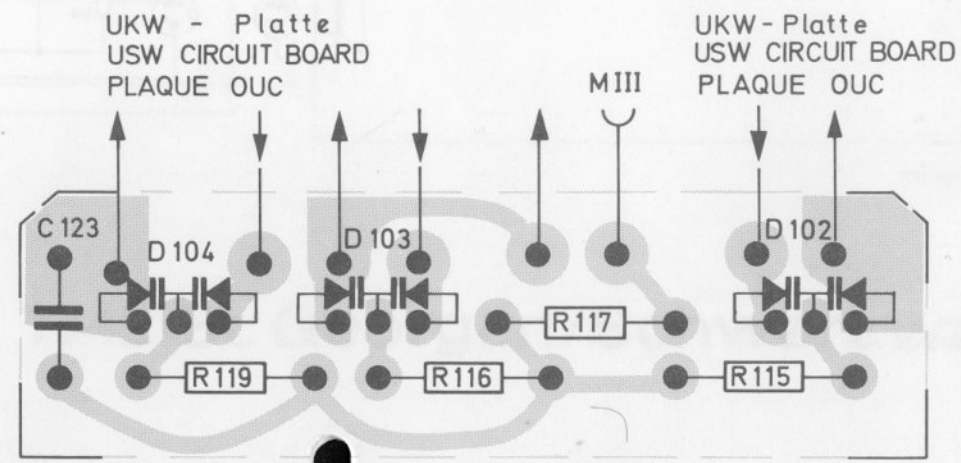 UKW - Platte
USW CIRCUIT BOARD
PLAQUE OUC
MIII
UKW - Platte
USW CIRCUIT BOARD
PLAQUE OUC
C 123
D 104
D 103
D 102
R 117
R 119
R 116
R 115